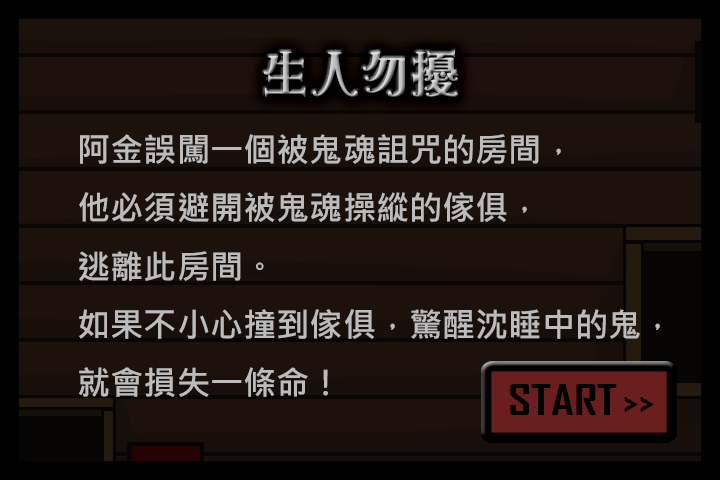 生人勿擾
阿金誤闖一個被鬼魂詛咒的房間，
他必須避開被鬼魂操縱的傢俱，
逃離此房間。
如果不小心撞到傢俱，驚醒沈睡中的鬼，
就會損失一條命！
START >>